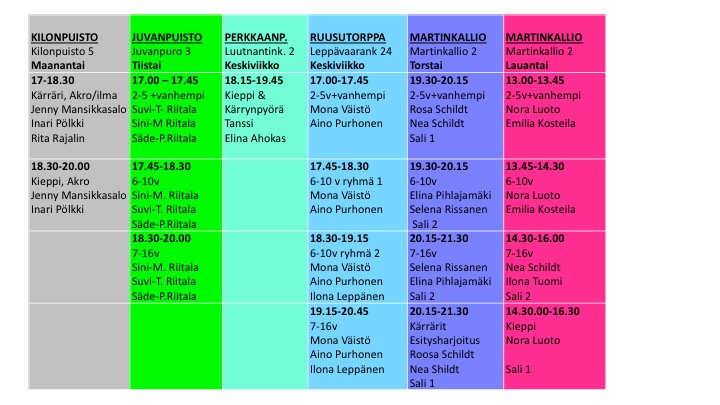 KILONPUISTO
Kilonpuisto 5
Maanantai
17-18.30
Kärräri, Akro/ilma
Jenny Mansikkasalo
Inari Pölkki
Rita Rajalin
18.30-20.00
Kieppi, Akro
Jenny Mansikkasalo
Inari Pölkki
JUVANPUISTO
Juvanpuro 3
Tiistai
17.00 – 17.45
2-5 +vanhempi
Suvi-T- Riitala
Sini-M Riitala
Säde-P.Riitala
17.45-18.30
6-10v
Sini-M. Riitala
Suvi-T. Riitala
Säde-P.Riitala
18.30-20.00
7-16v
Sini-M. Riitala
Suvi-T. Riitala
Säde-P.Riitala
PERKKAANP.
Luutnantink. 2
Keskiviikko
18.15-19.45
Kieppi &
Kärrynpyörä
Tanssi
Elina Ahokas
RUUSUTORPPA
Leppävaarank 24
Keskiviikko
17.00-17.45
2-5v+vanhempi
Mona Väistö
Aino Purhonen
17.45-18.30
6-10 v ryhmä 1
Mona Väistö
Aino Purhonen
18.30-19.15
6-10v ryhmä 2
Mona Väistö
Aino Purhonen
Ilona Leppänen
19.15-20.45
7-16v
Mona Väistö
Aino Purhonen
Ilona Leppänen
MARTINKALLIO
Martinkallio 2
Torstai
19.30-20.15
2-5v+vanhempi
Rosa Schildt
Nea Schildt
Sali 1
19.30-20.15
6-10v
Elina Pihlajamäki
Selena Rissanen
Sali 2
20.15-21.30
7-16v
Selena Rissanen
Elina Pihlajamäki
Sali 2
20.15-21.30
Kärrärit
Esitysharjoitus
Roosa Schildt
Nea Shildt
Sali 1
MARTINKALLIO
Martinkallio 2
Lauantai
13.00-13.45
2-5v+vanhempi
Nora Luoto
Emilia Kosteila
13.45-14.30
6-10v
Nora Luoto
Emilia Kosteila
14.30-16.00
7-16v
Nea Schildt
Ilona Tuomi
Sali 2
14.30.00-16.30
Kieppi
Nora Luoto
Sali 1